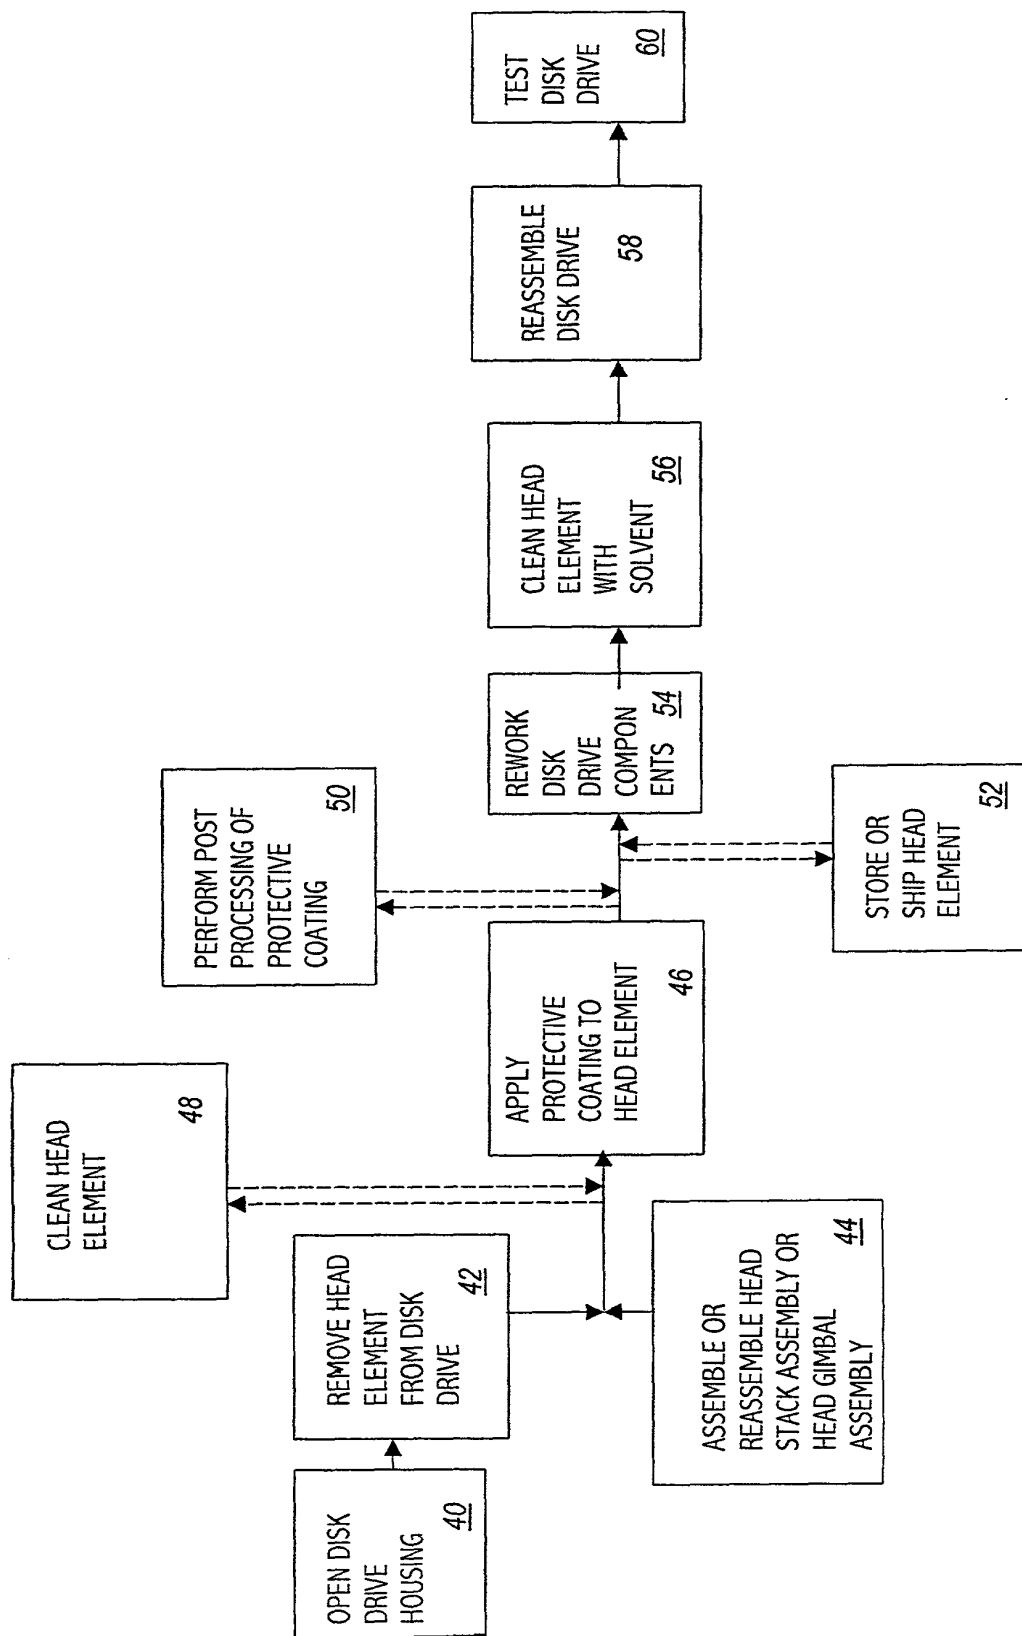 OPEN DISK
DRIVE
HOUSING
40
REMOVE HEAD
ELEMENT
FROM DISK
DRIVE
42
ASSEMBLE OR
REASSEMBLE HEAD
STACK ASSEMBLY OR
HEAD GIMBAL
ASSEMBLY
44
CLEAN HEAD
ELEMENT
48
APPLY
PROTECTIVE
COATING TO
HEAD ELEMENT
46
PERFORM POST
PROCESSING OF
PROTECTIVE
COATING
50
STORE OR
SHIP HEAD
ELEMENT
52
REWORK
DISK
DRIVE
COMPON
ENTS
54
CLEAN HEAD
ELEMENT
WITH
SOLVENT
56
REASSEMBLE
DISK DRIVE
58
TEST
DISK
DRIVE
60